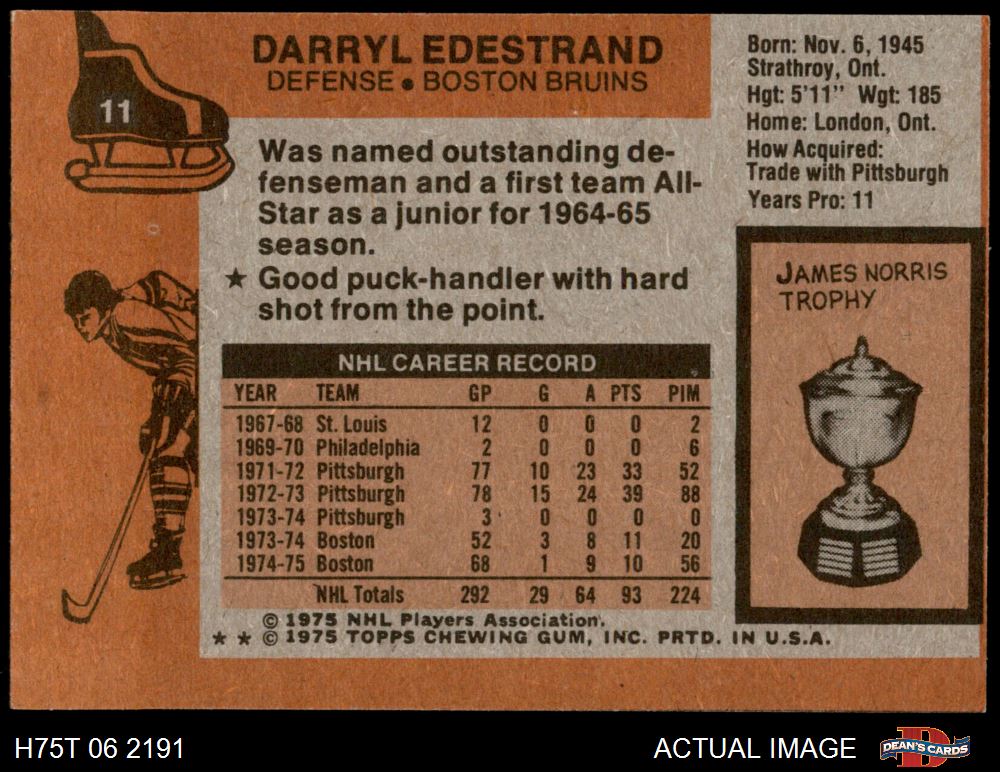 11
DARRYL EDESTRAND
DEFENSE • BOSTON BRUINS
Was named outstanding de-
fenseman and a first team All-
Star as a junior for 1964-65
season.
★ Good puck-handler with hard
shot from the point.
Born: Nov. 6, 1945
Strathroy, Ont.
Hgt: 5'11" Wgt: 185
Home: London, Ont.
How Acquired:
Trade with Pittsburgh
Years Pro: 11
JAMES NORRIS
TROPHY
NHL CAREER RECORD
YEAR TEAM GP G A PTS PIM
1967-68 St. Louis 12 0 0 0 2
1969-70 Philadelphia 2 0 0 0 6
1971-72 Pittsburgh 77 10 23 33 52
1972-73 Pittsburgh 78 15 24 39 88
1973-74 Pittsburgh 3 0 0 0 0
1973-74 Boston 52 3 8 11 20
1974-75 Boston 68 1 9 10 56
NHL Totals 292 29 64 93 224
© 1975 NHL Players Association.
★ ★ © 1975 TOPPS CHEWING GUM, INC. PRTD. IN U.S.A.
H75T 06 2191
ACTUAL IMAGE
D
DEAN'S CARDS